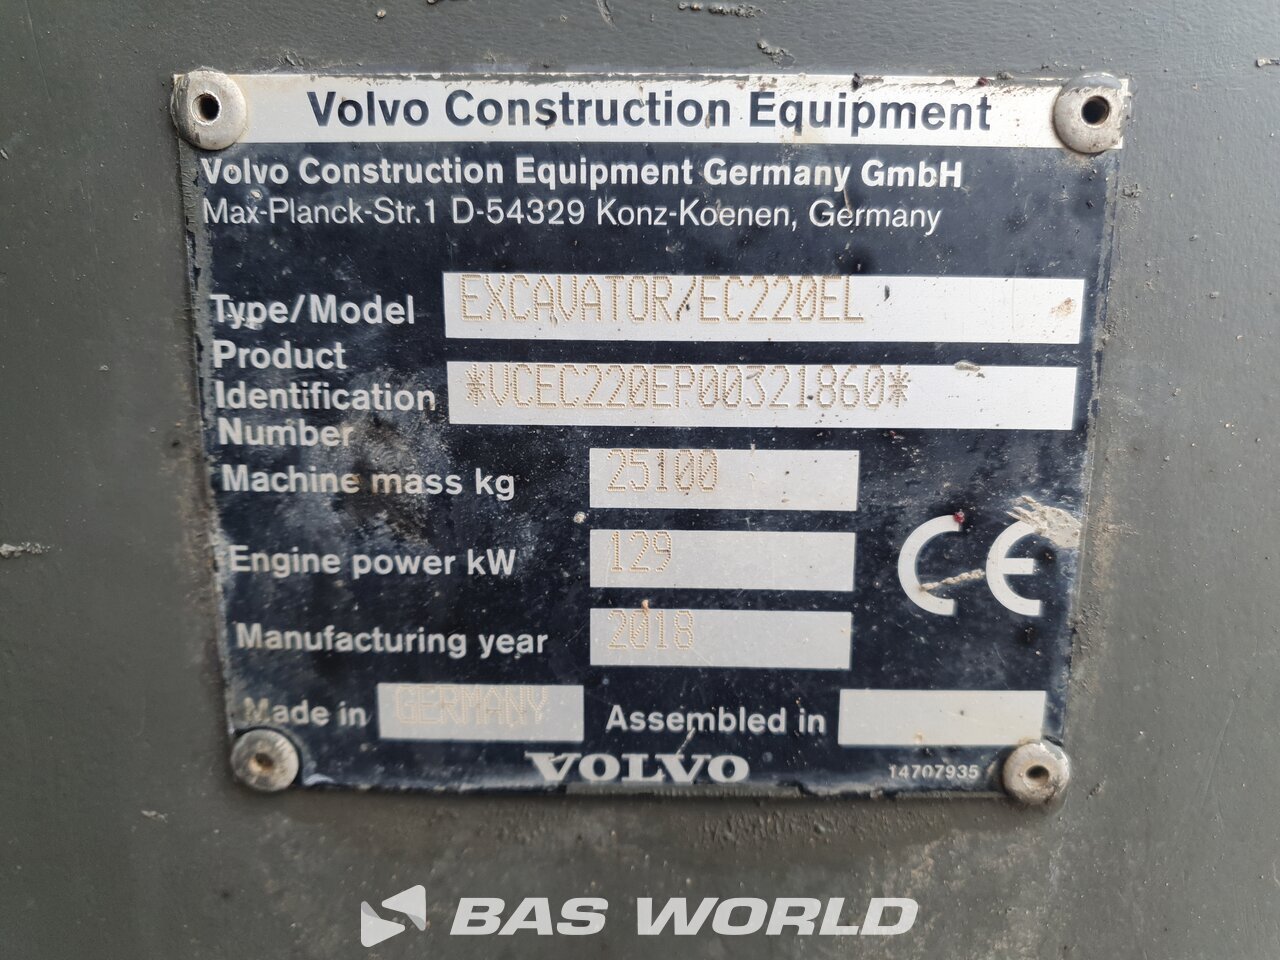 Volvo Construction Equipment
Volvo Construction Equipment Germany GmbH
Max-Planck-Str.1 D-54329 Konz-Koenen, Germany
Type/Model EXCAVATOR/EC220EL
Product
Identification *VCEC220EP00321860*
Number
Machine mass kg 25100
Engine power kW 129
Manufacturing year 2018
CE
Made in GERMANY Assembled in
VOLVO 14707935
BAS WORLD